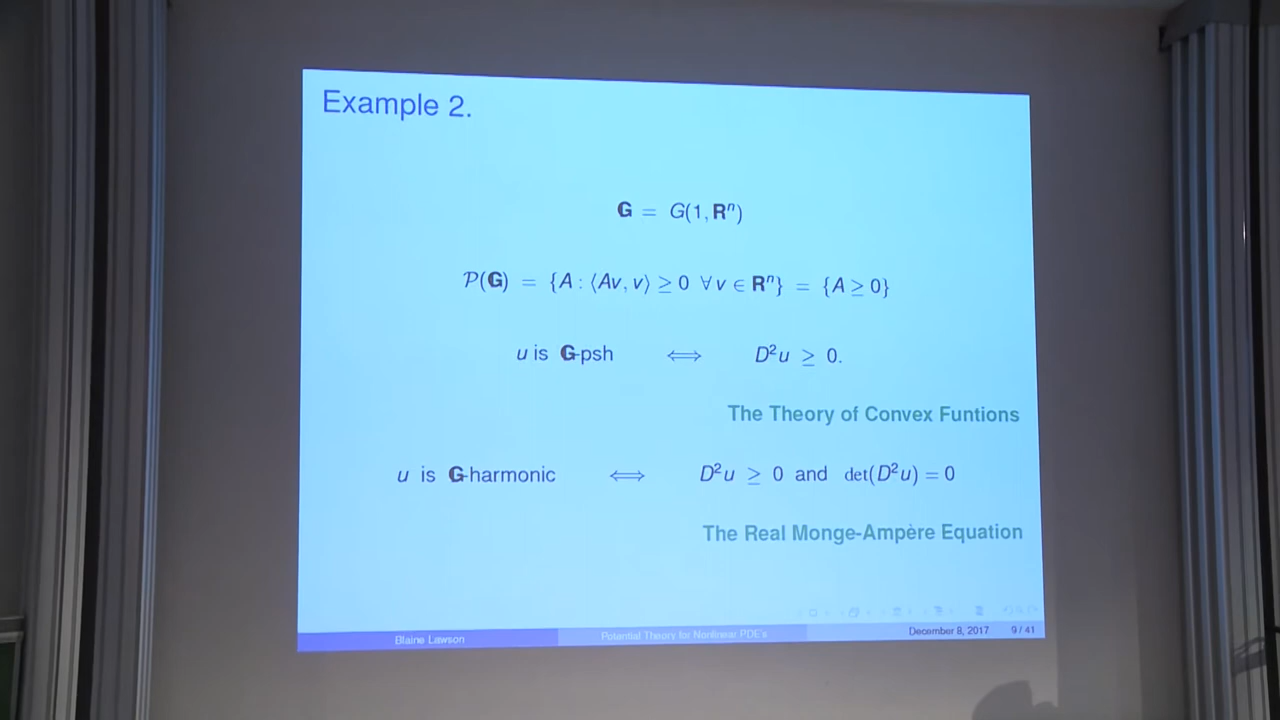 Example 2.
𝔾 = G(1, 𝐑ⁿ)
𝒫(𝔾) = {A : ⟨Av, v⟩ ≥ 0 ∀ v ∈ 𝐑ⁿ} = {A ≥ 0}
u is 𝔾-psh ⟺ D²u ≥ 0.
The Theory of Convex Funtions
u is 𝔾-harmonic ⟺ D²u ≥ 0 and det(D²u) = 0
The Real Monge-Ampère Equation
Blaine Lawson Potential Theory for Nonlinear PDE's December 8, 2017 9 / 41